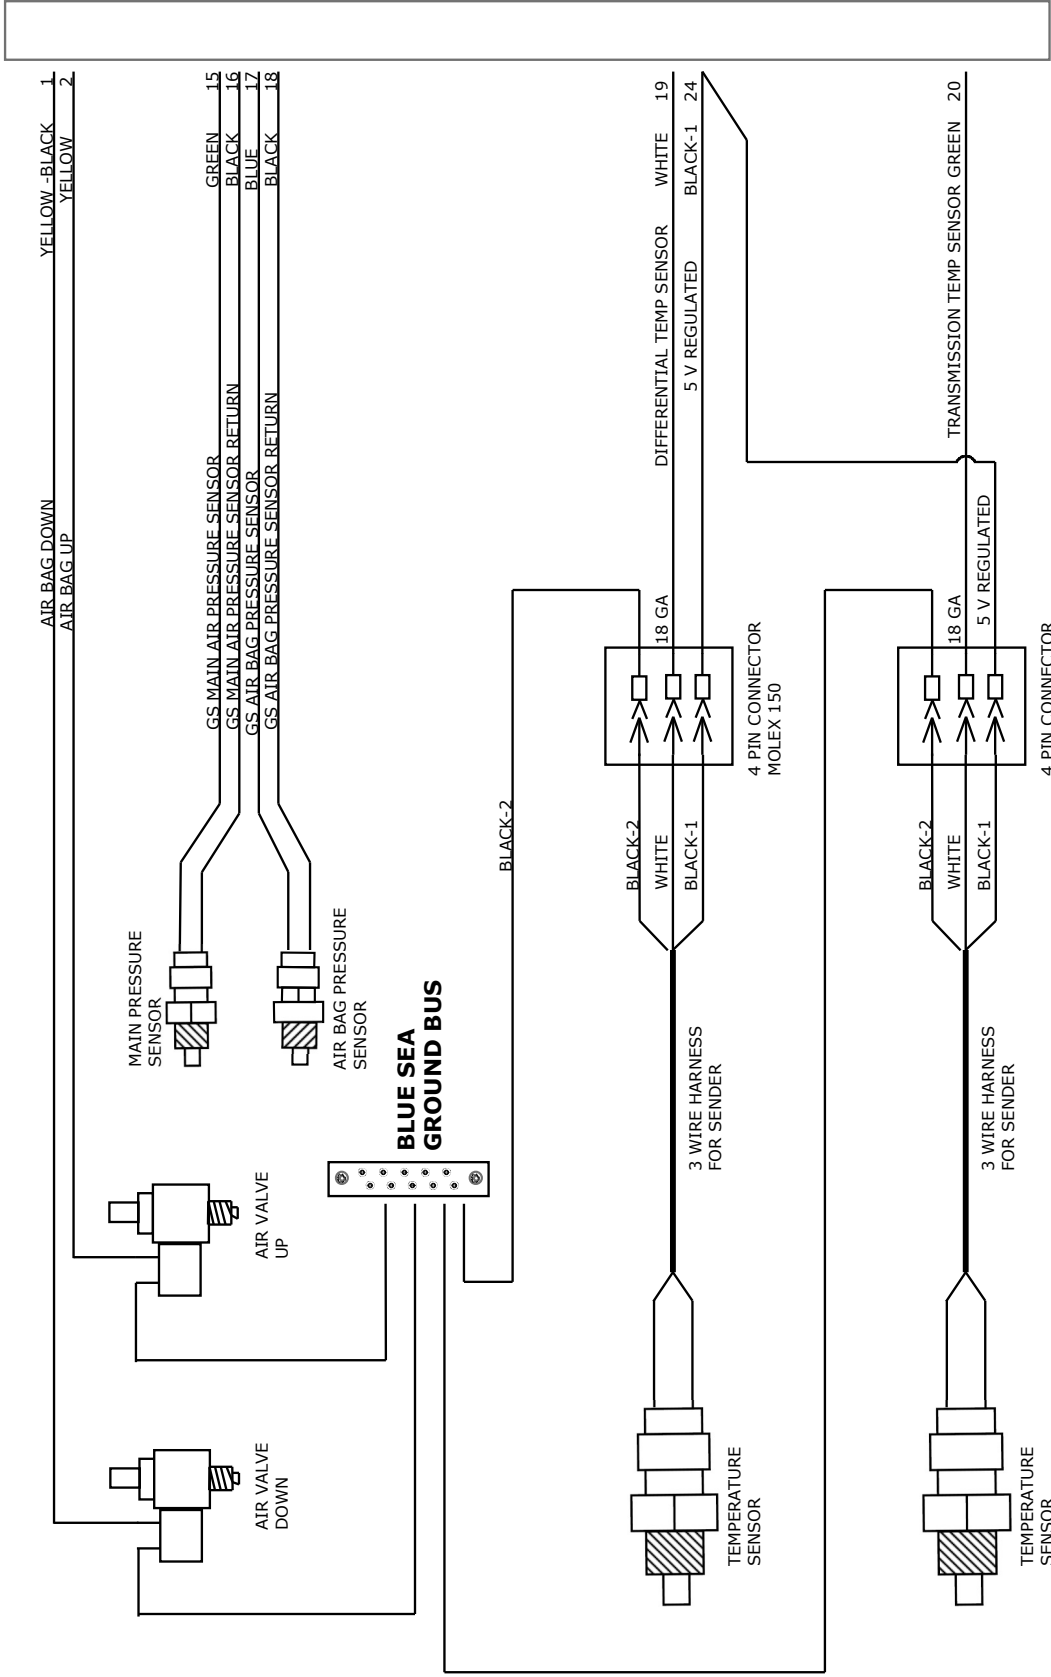 1
YELLOW -BLACK
AIR BAG DOWN
2
YELLOW
AIR BAG UP
15
GREEN
GS MAIN AIR PRESSURE SENSOR
16
BLACK
GS MAIN AIR PRESSURE SENSOR RETURN
17
BLUE
GS AIR BAG PRESSURE SENSOR
18
BLACK
GS AIR BAG PRESSURE SENSOR RETURN
MAIN PRESSURE
SENSOR
AIR BAG PRESSURE
SENSOR
BLUE SEA
GROUND BUS
AIR VALVE
UP
AIR VALVE
DOWN
BLACK-2
DIFFERENTIAL TEMP SENSOR
WHITE
19
5 V REGULATED
BLACK-1
24
18 GA
4 PIN CONNECTOR
MOLEX 150
BLACK-2
WHITE
BLACK-1
3 WIRE HARNESS
FOR SENDER
TEMPERATURE
SENSOR
TRANSMISSION TEMP SENSOR GREEN
20
18 GA
5 V REGULATED
4 PIN CONNECTOR
BLACK-2
WHITE
BLACK-1
3 WIRE HARNESS
FOR SENDER
TEMPERATURE
SENSOR